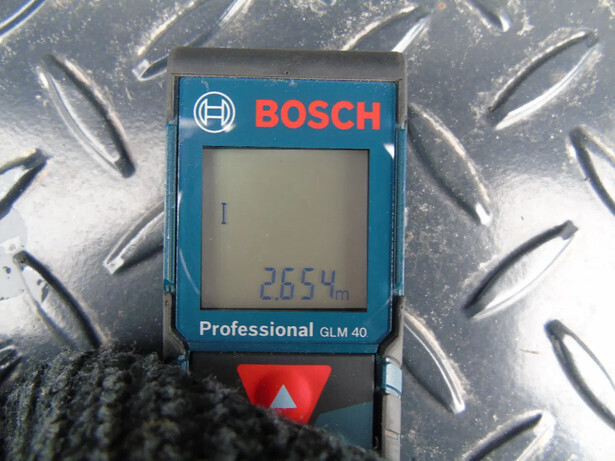 BOSCH
2.654m
Professional GLM 40